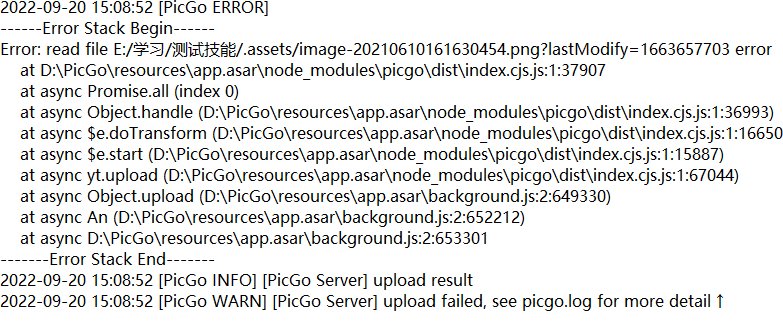 2022-09-20 15:08:52 [PicGo ERROR]
------Error Stack Begin------
Error: read file E:/学习/测试技能/.assets/image-20210610161630454.png?lastModify=1663657703 error
at D:\PicGo\resources\app.asar\node_modules\picgo\dist\index.cjs.js:1:37907
at async Promise.all (index 0)
at async Object.handle (D:\PicGo\resources\app.asar\node_modules\picgo\dist\index.cjs.js:1:36993)
at async $e.doTransform (D:\PicGo\resources\app.asar\node_modules\picgo\dist\index.cjs.js:1:16650
at async $e.start (D:\PicGo\resources\app.asar\node_modules\picgo\dist\index.cjs.js:1:15887)
at async yt.upload (D:\PicGo\resources\app.asar\node_modules\picgo\dist\index.cjs.js:1:67044)
at async Object.upload (D:\PicGo\resources\app.asar\background.js:2:649330)
at async An (D:\PicGo\resources\app.asar\background.js:2:652212)
at async D:\PicGo\resources\app.asar\background.js:2:653301
-------Error Stack End-------
2022-09-20 15:08:52 [PicGo INFO] [PicGo Server] upload result
2022-09-20 15:08:52 [PicGo WARN] [PicGo Server] upload failed, see picgo.log for more detail ↑